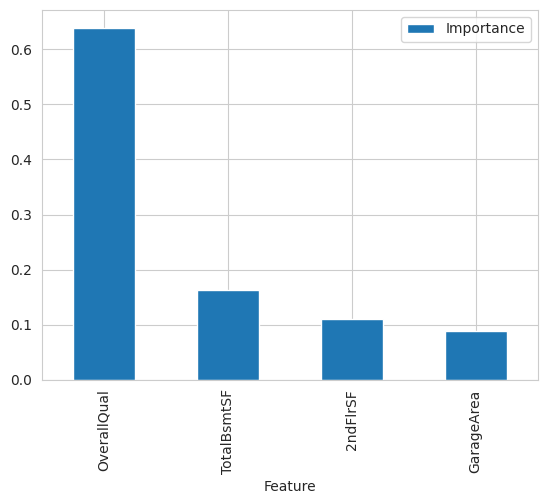 Importance
0.6
0.5
0.4
0.3
0.2
0.1
0.0
OverallQual
TotalBsmtSF
2ndFlrSF
GarageArea
Feature